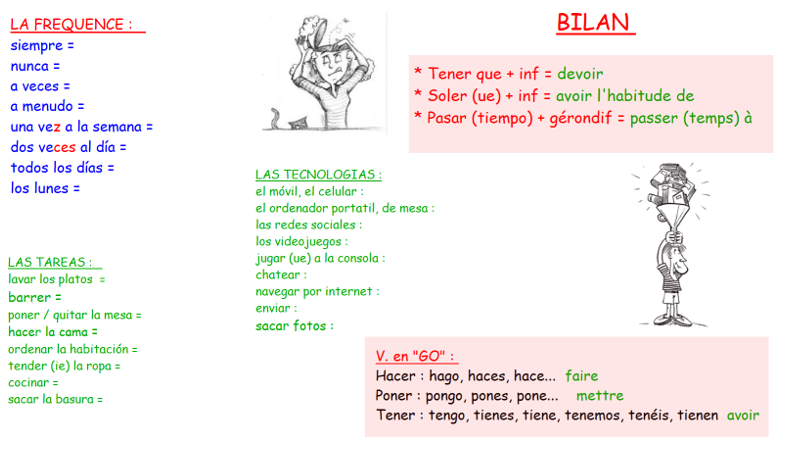 LA FREQUENCE :
siempre =
nunca =
a veces =
a menudo =
una vez a la semana =
dos veces al día =
todos los días =
los lunes =
BILAN
* Tener que + inf = devoir
* Soler (ue) + inf = avoir l'habitude de
* Pasar (tiempo) + gérondif = passer (temps) à
LAS TECNOLOGIAS :
el móvil, el celular :
el ordenador portatil, de mesa :
las redes sociales :
los videojuegos :
jugar (ue) a la consola :
chatear :
navegar por internet :
enviar :
sacar fotos :
LAS TAREAS :
lavar los platos =
barrer =
poner / quitar la mesa =
hacer la cama =
ordenar la habitación =
tender (ie) la ropa =
cocinar =
sacar la basura =
V. en "GO" :
Hacer : hago, haces, hace... faire
Poner : pongo, pones, pone... mettre
Tener : tengo, tienes, tiene, tenemos, tenéis, tienen avoir